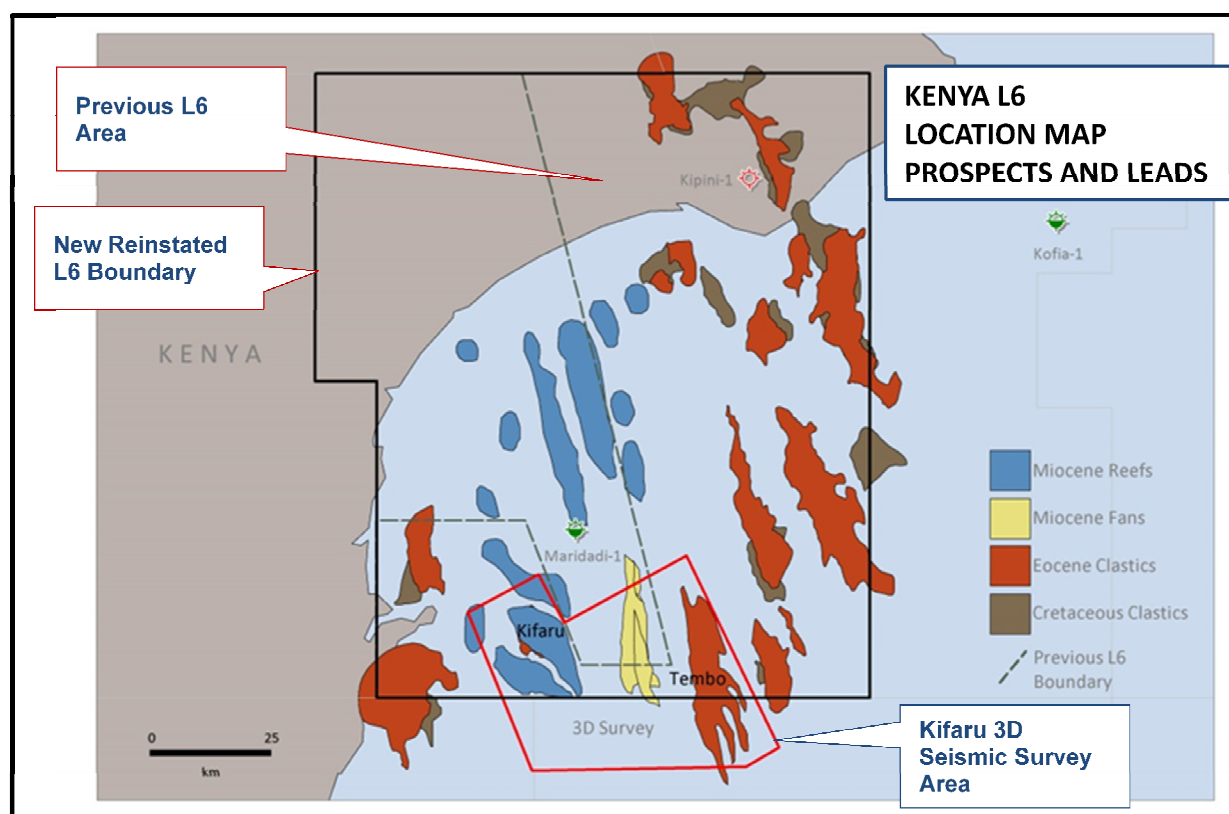 Previous L6
Area
New Reinstated
L6 Boundary
KENYA L6
LOCATION MAP
PROSPECTS AND LEADS
Kipini-1
Kofia-1
KENYA
Maridadi-1
Kifaru
Tembo
3D Survey
Miocene Reefs
Miocene Fans
Eocene Clastics
Cretaceous Clastics
Previous L6
Boundary
0 25
km
Kifaru 3D
Seismic Survey
Area